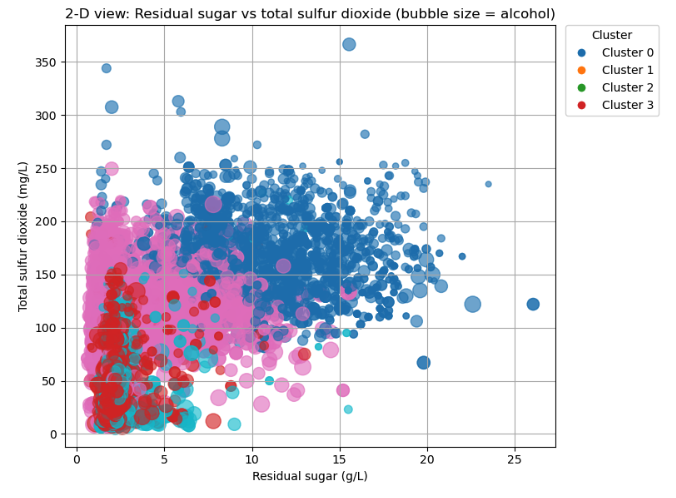 2-D view: Residual sugar vs total sulfur dioxide (bubble size = alcohol)
Cluster
Cluster 0
Cluster 1
Cluster 2
Cluster 3
Total sulfur dioxide (mg/L)
350
300
250
200
150
100
50
0
0 5 10 15 20 25
Residual sugar (g/L)